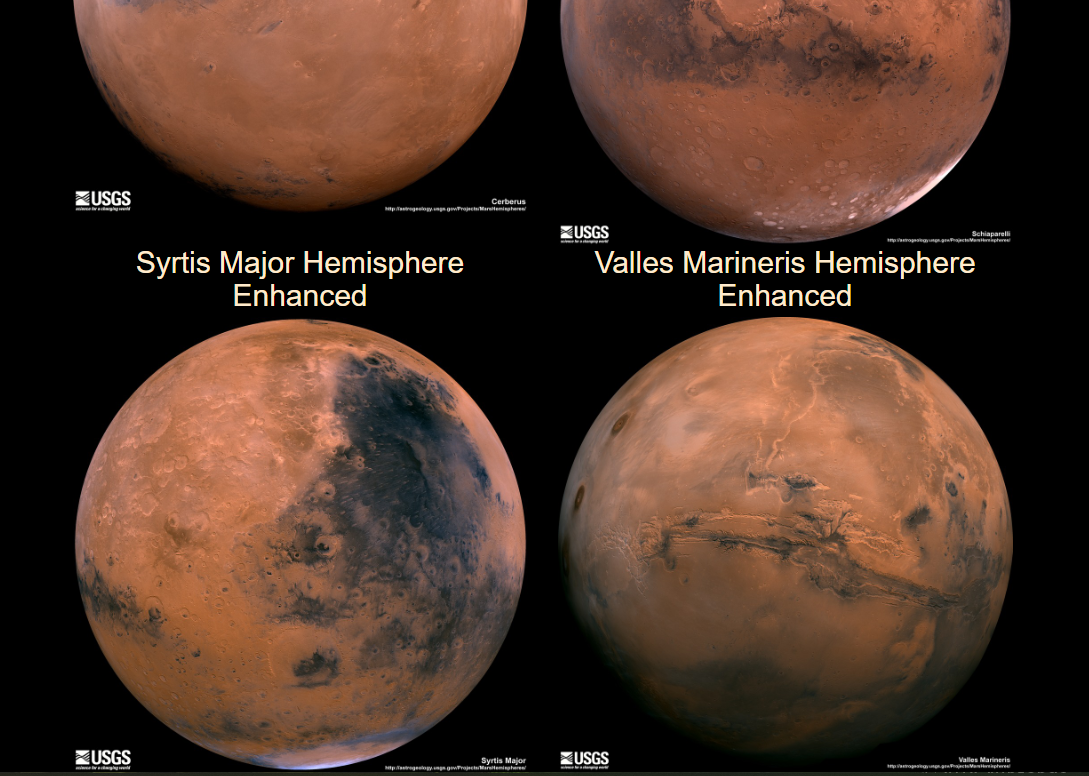 USGS
science for a changing world
Cerberus
http://astrogeology.usgs.gov/Projects/MarsHemispheres/
USGS
science for a changing world
Schiaparelli
http://astrogeology.usgs.gov/Projects/MarsHemispheres/
Syrtis Major Hemisphere
Enhanced
Valles Marineris Hemisphere
Enhanced
USGS
science for a changing world
Syrtis Major
http://astrogeology.usgs.gov/Projects/MarsHemispheres/
USGS
science for a changing world
Valles Marineris
http://astrogeology.usgs.gov/Projects/MarsHemispheres/